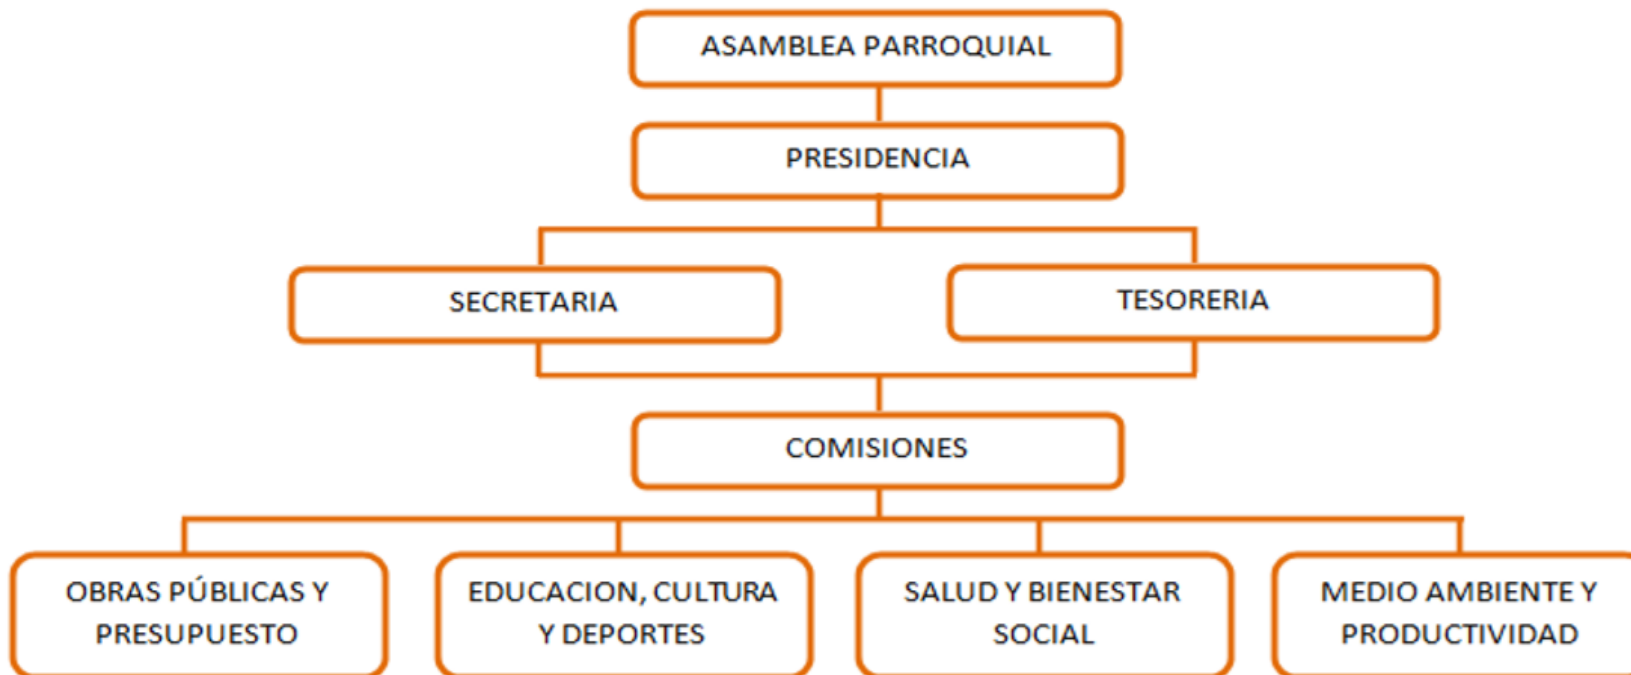 ASAMBLEA PARROQUIAL
PRESIDENCIA
SECRETARIA
TESORERIA
COMISIONES
OBRAS PÚBLICAS Y
PRESUPUESTO
EDUCACION, CULTURA
Y DEPORTES
SALUD Y BIENESTAR
SOCIAL
MEDIO AMBIENTE Y
PRODUCTIVIDAD